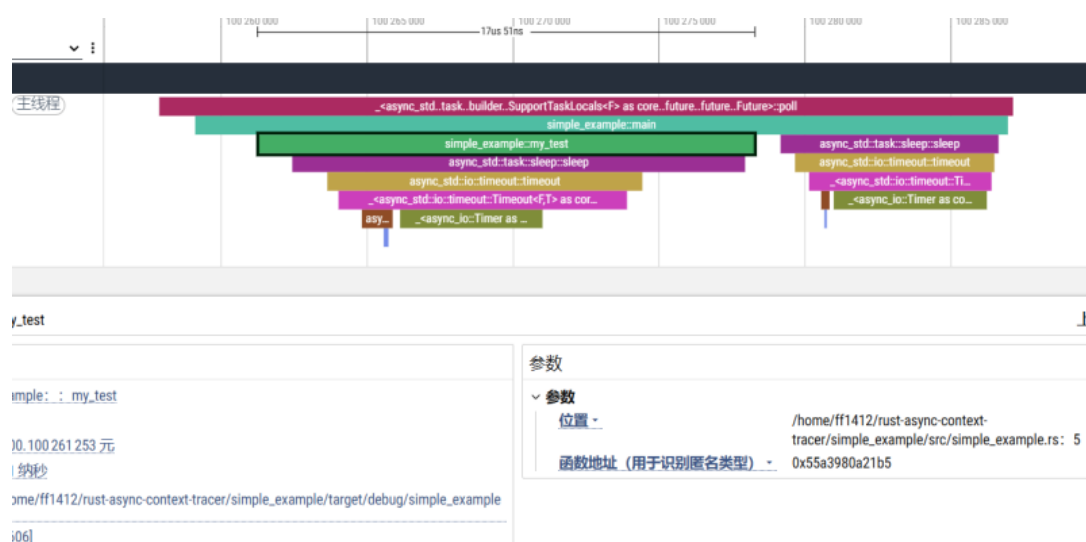 100 260 000
100 265 000
100 270 000
100 275 000
100 280 000
100 285 000
17us 51ns
主线程
_<async_std..task..builder..SupportTaskLocals<F> as core..future..future..Future>::poll
simple_example::main
simple_example::my_test
async_std::task::sleep::sleep
async_std::task::sleep::sleep
async_std::io::timeout::timeout
async_std::io::timeout::timeout
_<async_std::io::timeout::Timeout<F,T> as cor...
_<async_std::io::timeout::Ti...
asy...
_<async_io::Timer as ...
_<async_io::Timer as co...
y_test
上
参数
ample：：my_test
参数
位置
/home/ff1412/rust-async-context-
tracer/simple_example/src/simple_example.rs：5
00.100 261 253 元
纳秒
函数地址（用于识别匿名类型）
0x55a3980a21b5
ome/ff1412/rust-async-context-tracer/simple_example/target/debug/simple_example
606]